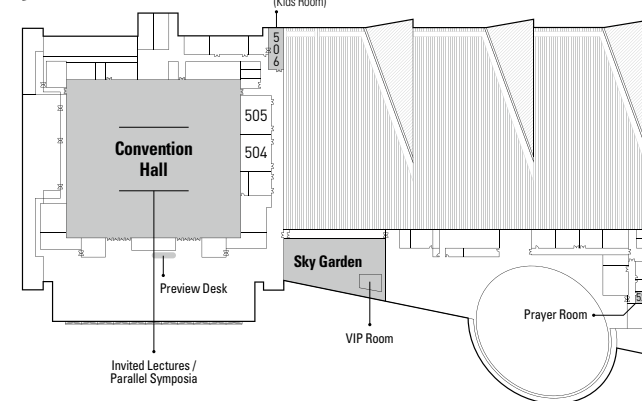 (Kids Room)
5
0
6
505
504
Convention
Hall
Sky Garden
Preview Desk
VIP Room
Prayer Room
Invited Lectures /
Parallel Symposia